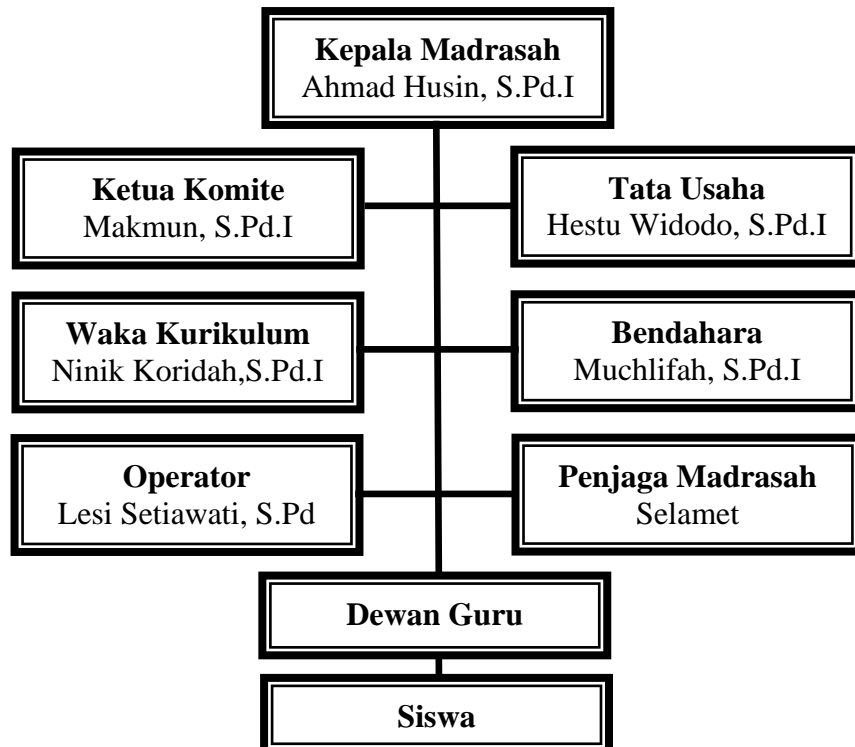 Kepala Madrasah
Ahmad Husin, S.Pd.I
Ketua Komite
Makmun, S.Pd.I
Tata Usaha
Hestu Widodo, S.Pd.I
Waka Kurikulum
Ninik Koridah,S.Pd.I
Bendahara
Muchlifah, S.Pd.I
Operator
Lesi Setiawati, S.Pd
Penjaga Madrasah
Selamet
Dewan Guru
Siswa